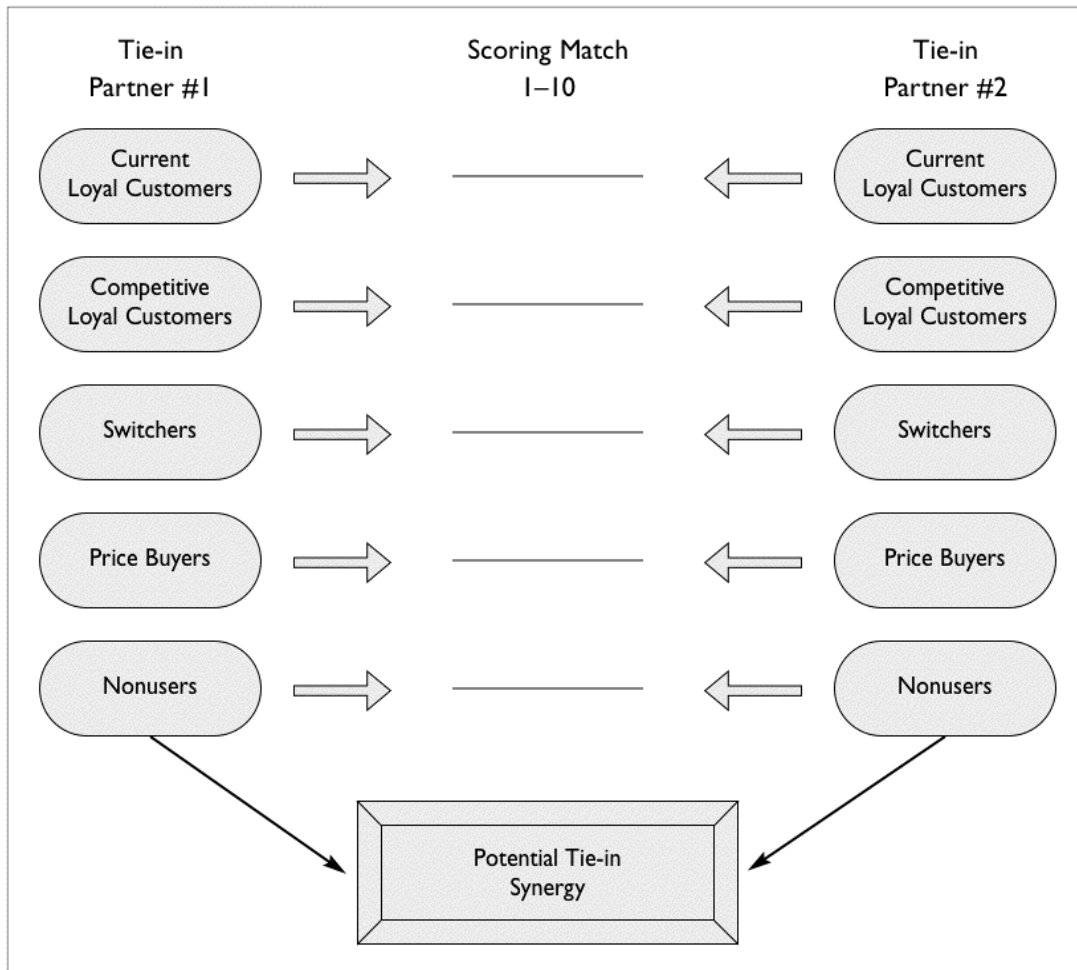 Tie-in
Partner #1
Scoring Match
1–10
Tie-in
Partner #2
Current
Loyal Customers
Current
Loyal Customers
Competitive
Loyal Customers
Competitive
Loyal Customers
Switchers
Switchers
Price Buyers
Price Buyers
Nonusers
Nonusers
Potential Tie-in
Synergy